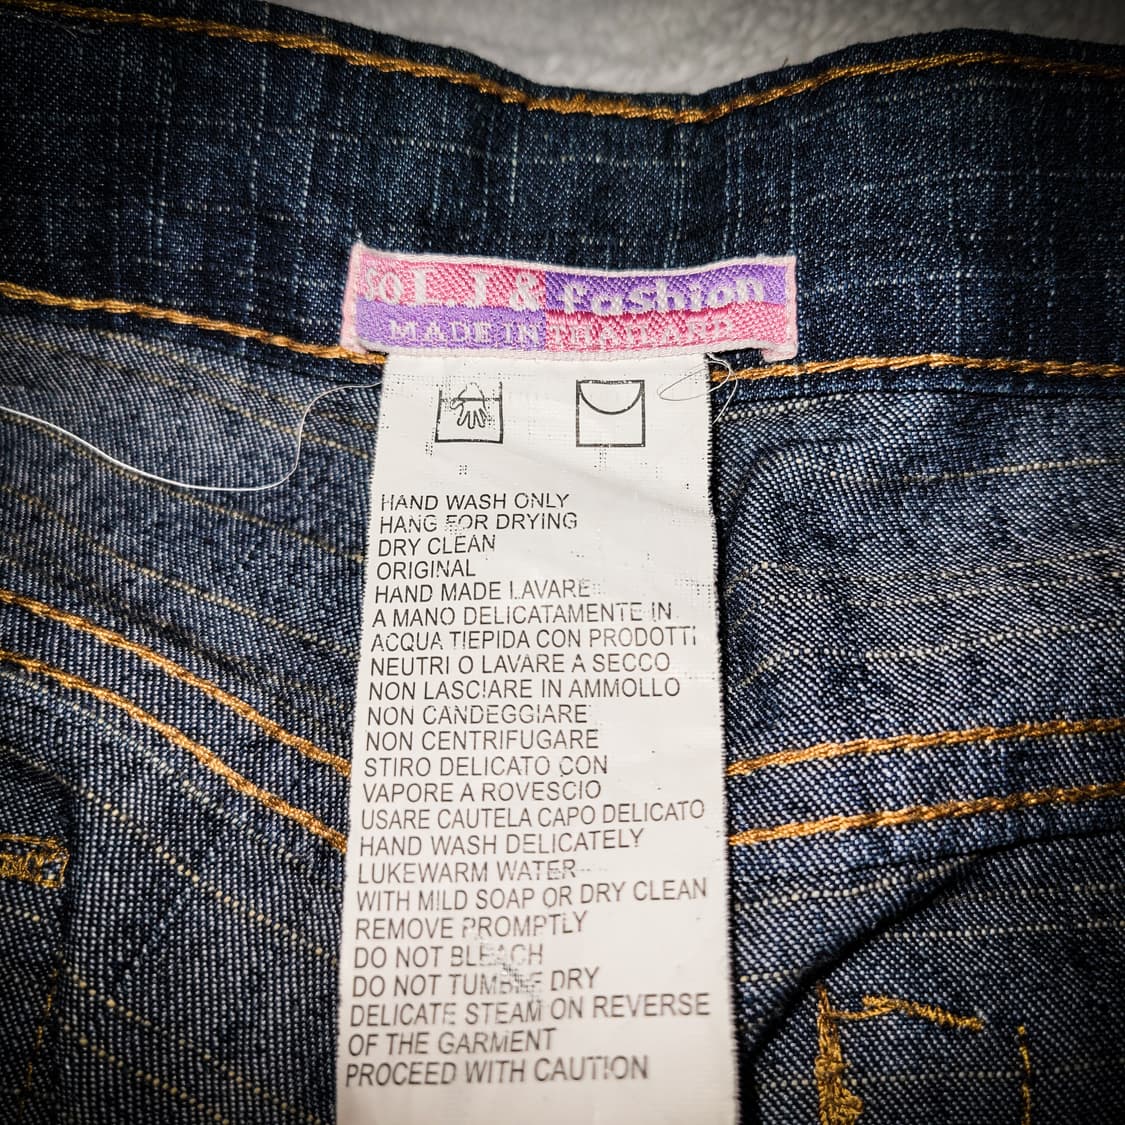 SoL.J & fashion
MADE IN THAILAND
HAND WASH ONLY
HANG FOR DRYING
DRY CLEAN
ORIGINAL
HAND MADE LAVARE
A MANO DELICATAMENTE IN
ACQUA TIEPIDA CON PRODOTTI
NEUTRI O LAVARE A SECCO
NON LASCIARE IN AMMOLLO
NON CANDEGGIARE
NON CENTRIFUGARE
STIRO DELICATO CON
VAPORE A ROVESCIO
USARE CAUTELA CAPO DELICATO
HAND WASH DELICATELY
LUKEWARM WATER
WITH MILD SOAP OR DRY CLEAN
REMOVE PROMPTLY
DO NOT BLEACH
DO NOT TUMBLE DRY
DELICATE STEAM ON REVERSE
OF THE GARMENT
PROCEED WITH CAUTION